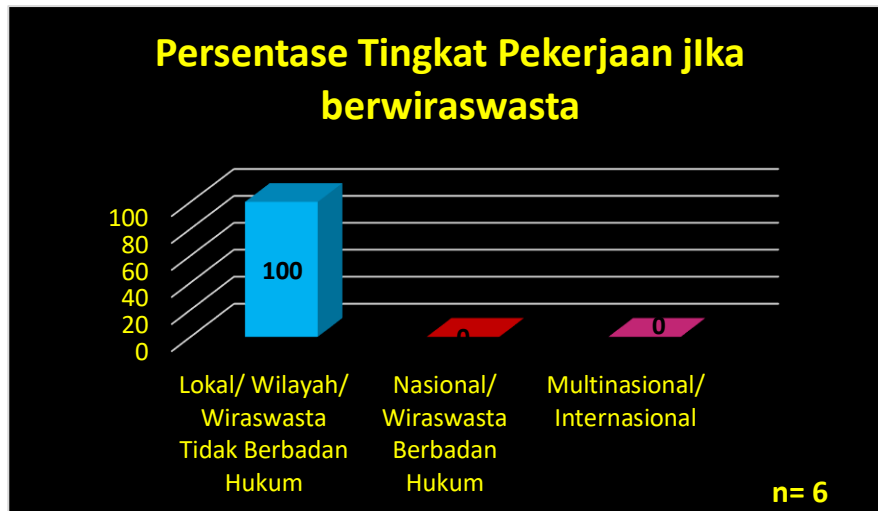 Persentase Tingkat Pekerjaan jIka
berwiraswasta
100
80
60
40
20
0
100
0
0
Lokal/ Wilayah/
Wiraswasta
Tidak Berbadan
Hukum
Nasional/
Wiraswasta
Berbadan
Hukum
Multinasional/
Internasional
n= 6